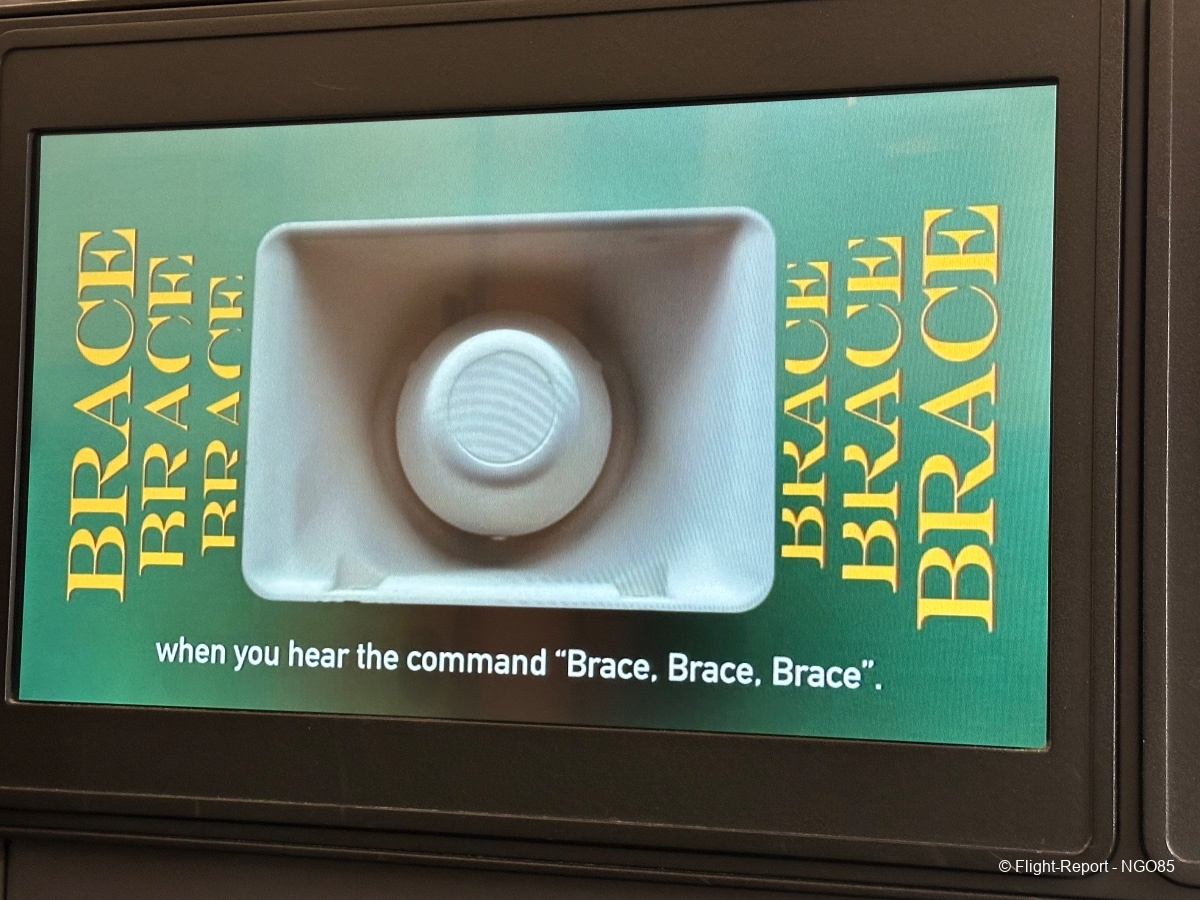 BRACE
BRACE
BRACE
BRACE
BRACE
BRACE
when you hear the command “Brace, Brace, Brace”.
© Flight-Report - NGO85